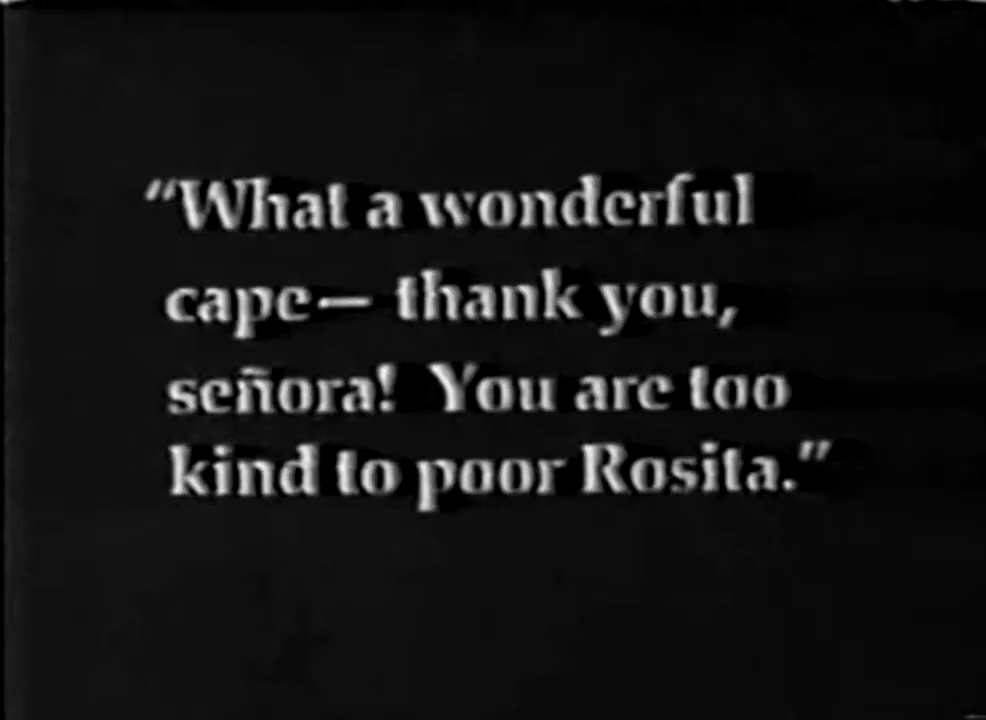 “What a wonderful
cape— thank you,
señora! You are too
kind to poor Rosita.”